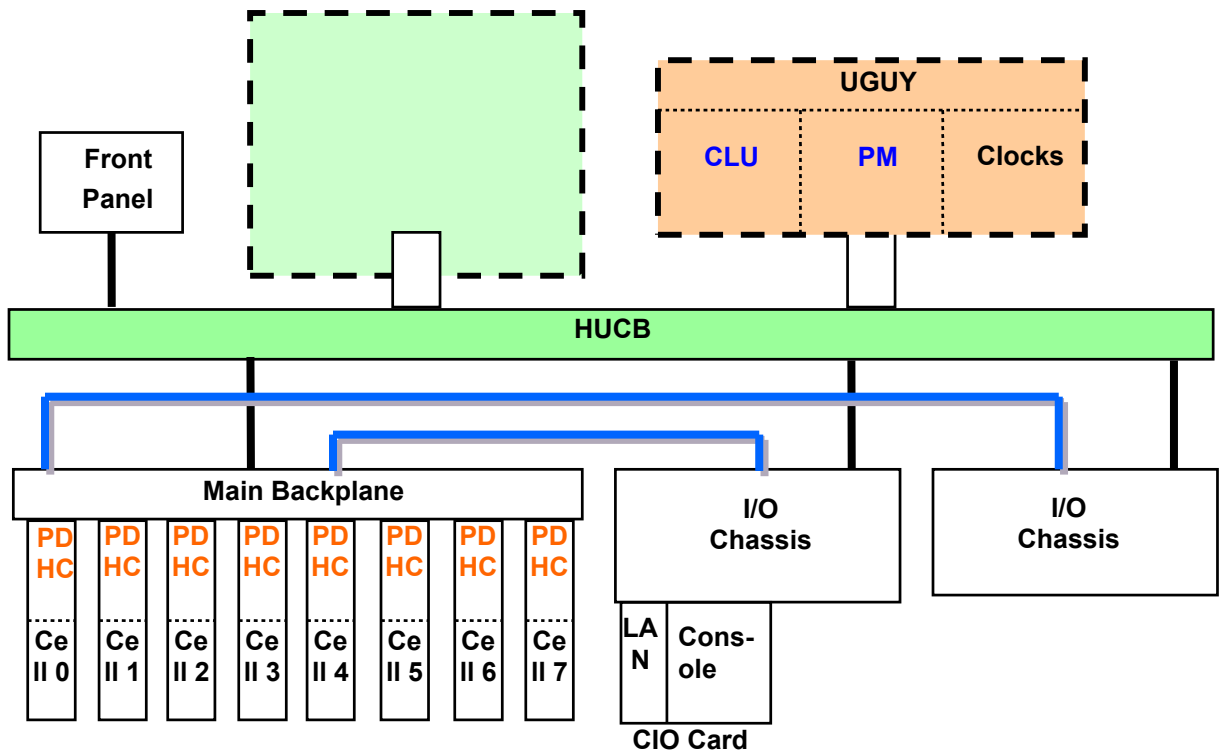 UGUY
CLU
PM
Clocks
Front
Panel
HUCB
Main Backplane
I/O
Chassis
I/O
Chassis
PD
HC
PD
HC
PD
HC
PD
HC
PD
HC
PD
HC
PD
HC
PD
HC
Ce
ll 0
Ce
ll 1
Ce
ll 2
Ce
ll 3
Ce
ll 4
Ce
ll 5
Ce
ll 6
Ce
ll 7
LA
N
Cons-
ole
CIO Card